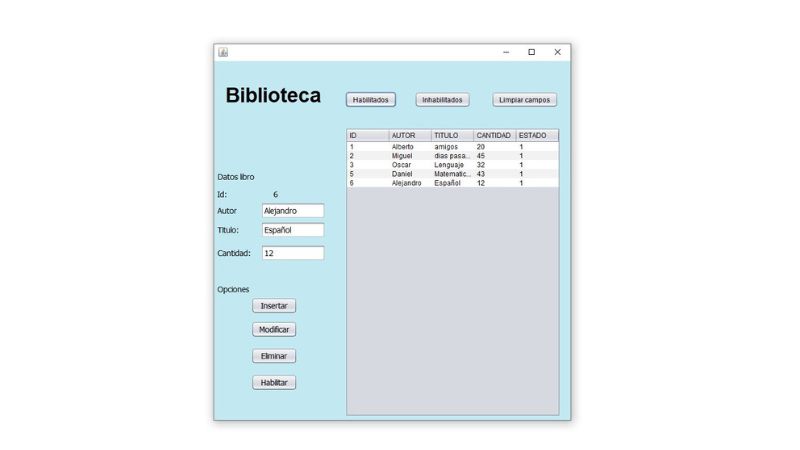 Biblioteca
Habilitados
Inhabilitados
Limpiar campos
ID AUTOR TITULO CANTIDAD ESTADO
1 Alberto amigos 20 1
2 Miguel dias pasa... 45 1
3 Oscar Lenguaje 32 1
5 Daniel Matematic... 43 1
6 Alejandro Español 12 1
Datos libro
Id: 6
Autor Alejandro
Titulo: Español
Cantidad: 12
Opciones
Insertar
Modificar
Eliminar
Habilitar